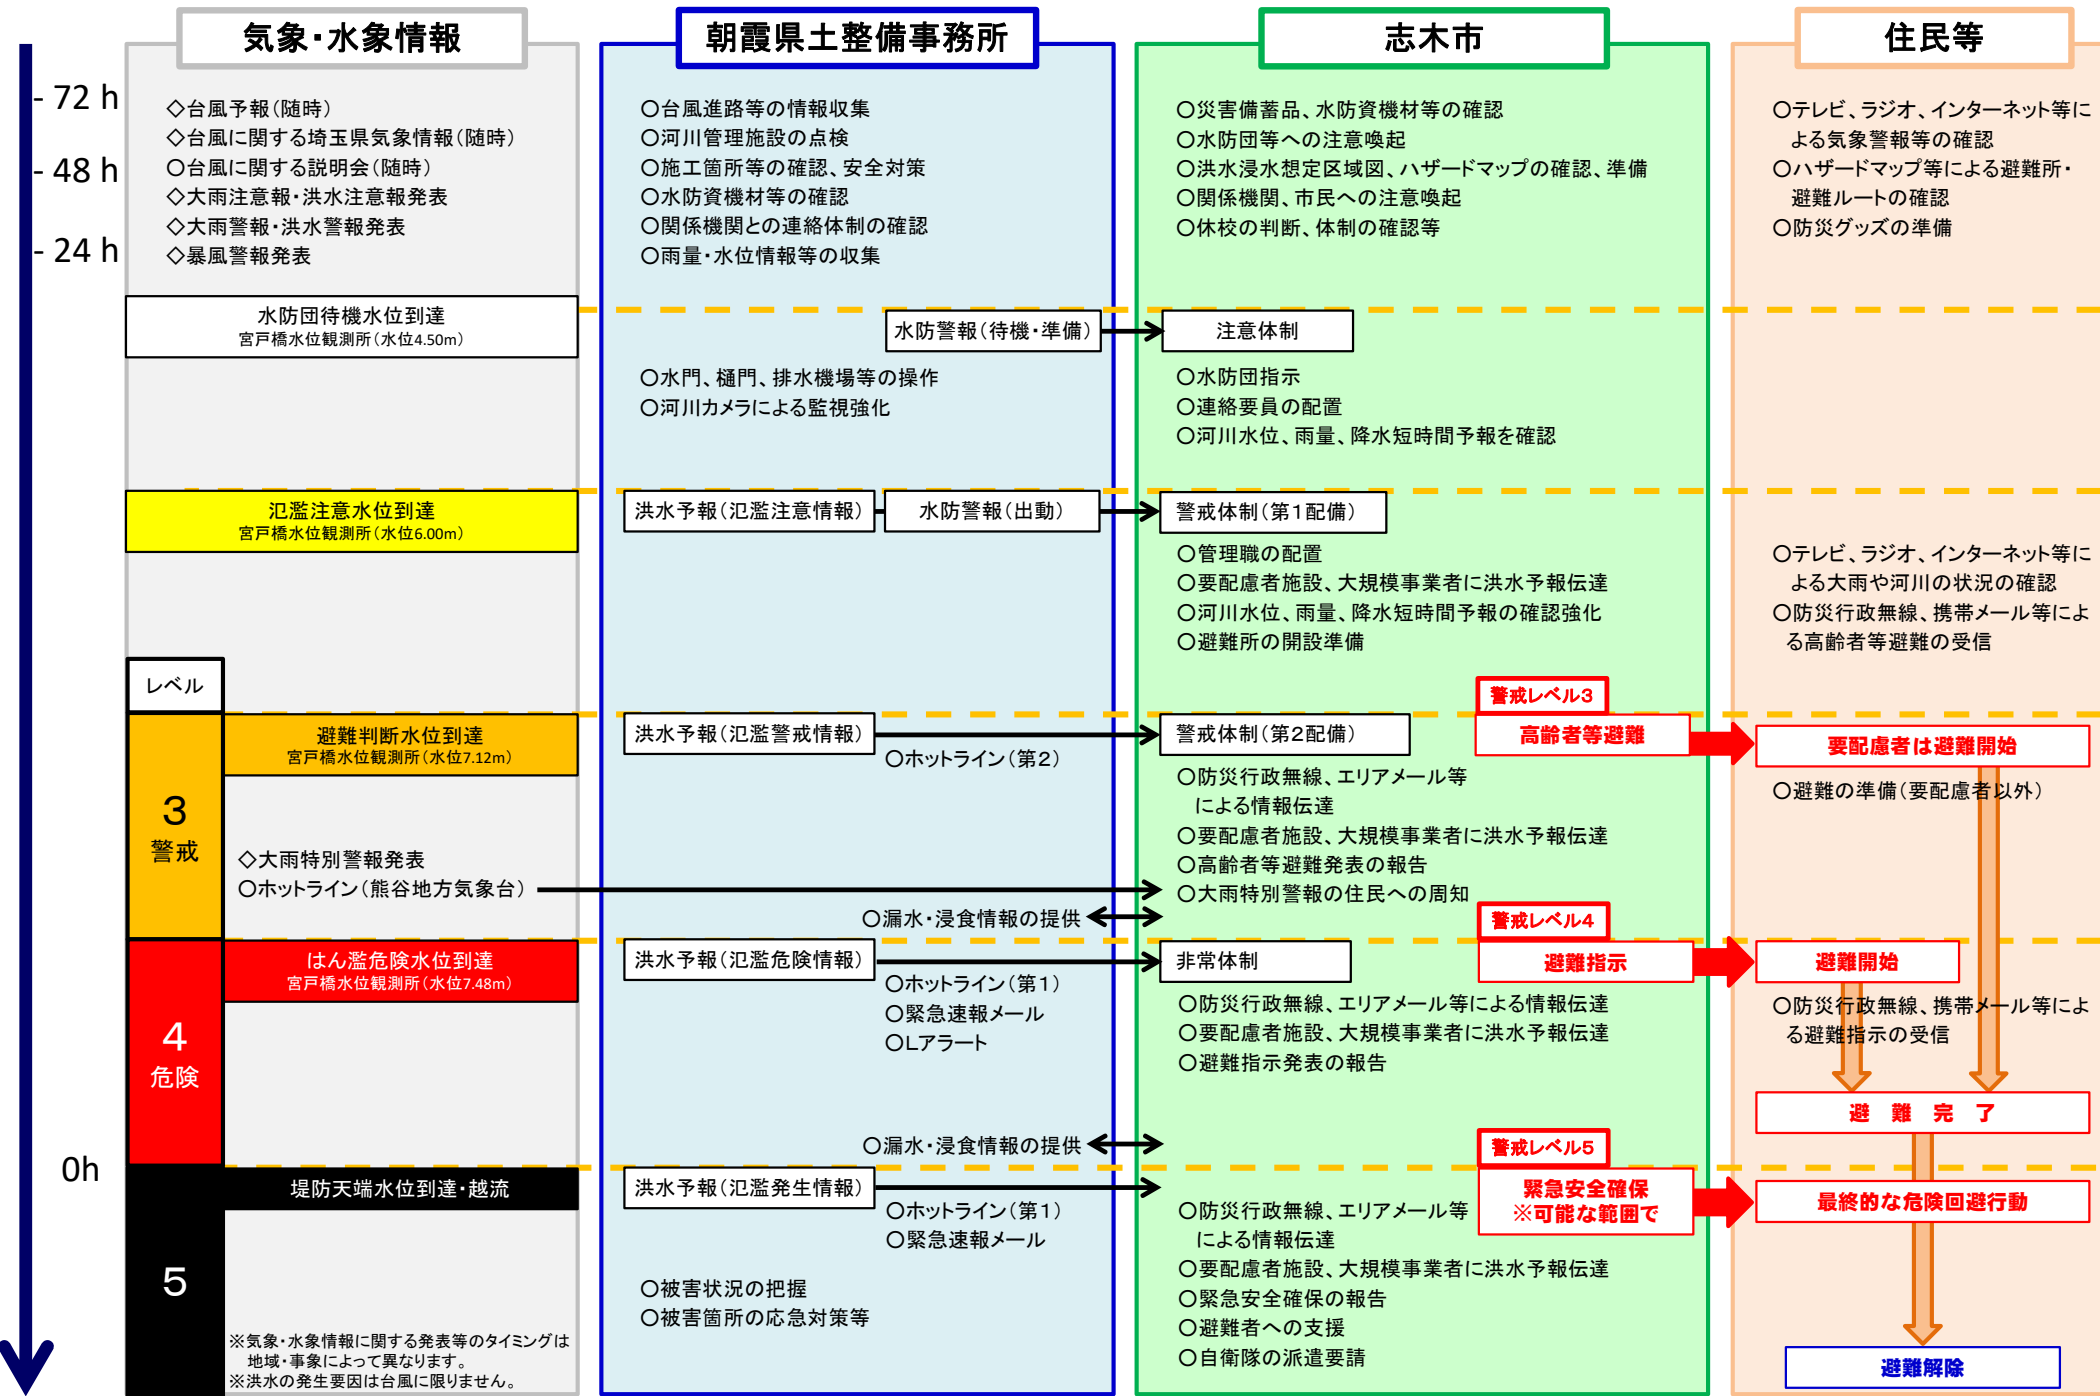 気象・水象情報
朝霞県土整備事務所
志木市
住民等
- 72 h
- 48 h
- 24 h
0h
◇台風予報（随時）
◇台風に関する埼玉県気象情報（随時）
○台風に関する説明会（随時）
◇大雨注意報・洪水注意報発表
◇大雨警報・洪水警報発表
◇暴風警報発表
○台風進路等の情報収集
○河川管理施設の点検
○施工箇所等の確認、安全対策
○水防資機材等の確認
○関係機関との連絡体制の確認
○雨量・水位情報等の収集
○災害備蓄品、水防資機材等の確認
○水防団等への注意喚起
○洪水浸水想定区域図、ハザードマップの確認、準備
○関係機関、市民への注意喚起
○休校の判断、体制の確認等
○テレビ、ラジオ、インターネット等に
よる気象警報等の確認
○ハザードマップ等による避難所・
避難ルートの確認
○防災グッズの準備
水防団待機水位到達
宮戸橋水位観測所（水位4.50m）
水防警報（待機・準備）
注意体制
○水門、樋門、排水機場等の操作
○河川カメラによる監視強化
○水防団指示
○連絡要員の配置
○河川水位、雨量、降水短時間予報を確認
氾濫注意水位到達
宮戸橋水位観測所（水位6.00m）
洪水予報（氾濫注意情報）
水防警報（出動）
警戒体制（第1配備）
○管理職の配置
○要配慮者施設、大規模事業者に洪水予報伝達
○河川水位、雨量、降水短時間予報の確認強化
○避難所の開設準備
○テレビ、ラジオ、インターネット等に
よる大雨や河川の状況の確認
○防災行政無線、携帯メール等によ
る高齢者等避難の受信
レベル
3
警戒
避難判断水位到達
宮戸橋水位観測所（水位7.12m）
◇大雨特別警報発表
○ホットライン（熊谷地方気象台）
洪水予報（氾濫警戒情報）
○ホットライン（第2）
○漏水・浸食情報の提供
警戒体制（第2配備）
警戒レベル3
高齢者等避難
○防災行政無線、エリアメール等
による情報伝達
○要配慮者施設、大規模事業者に洪水予報伝達
○高齢者等避難発表の報告
○大雨特別警報の住民への周知
要配慮者は避難開始
○避難の準備（要配慮者以外）
4
危険
はん濫危険水位到達
宮戸橋水位観測所（水位7.48m）
洪水予報（氾濫危険情報）
○ホットライン（第1）
○緊急速報メール
○Lアラート
○漏水・浸食情報の提供
非常体制
警戒レベル4
避難指示
○防災行政無線、エリアメール等による情報伝達
○要配慮者施設、大規模事業者に洪水予報伝達
○避難指示発表の報告
避難開始
○防災行政無線、携帯メール等によ
る避難指示の受信
避 難 完 了
5
堤防天端水位到達・越流
※気象・水象情報に関する発表等のタイミングは
地域・事象によって異なります。
※洪水の発生要因は台風に限りません。
洪水予報（氾濫発生情報）
○ホットライン（第1）
○緊急速報メール
○被害状況の把握
○被害箇所の応急対策等
警戒レベル5
緊急安全確保
※可能な範囲で
○防災行政無線、エリアメール等
による情報伝達
○要配慮者施設、大規模事業者に洪水予報伝達
○緊急安全確保の報告
○避難者への支援
○自衛隊の派遣要請
最終的な危険回避行動
避難解除